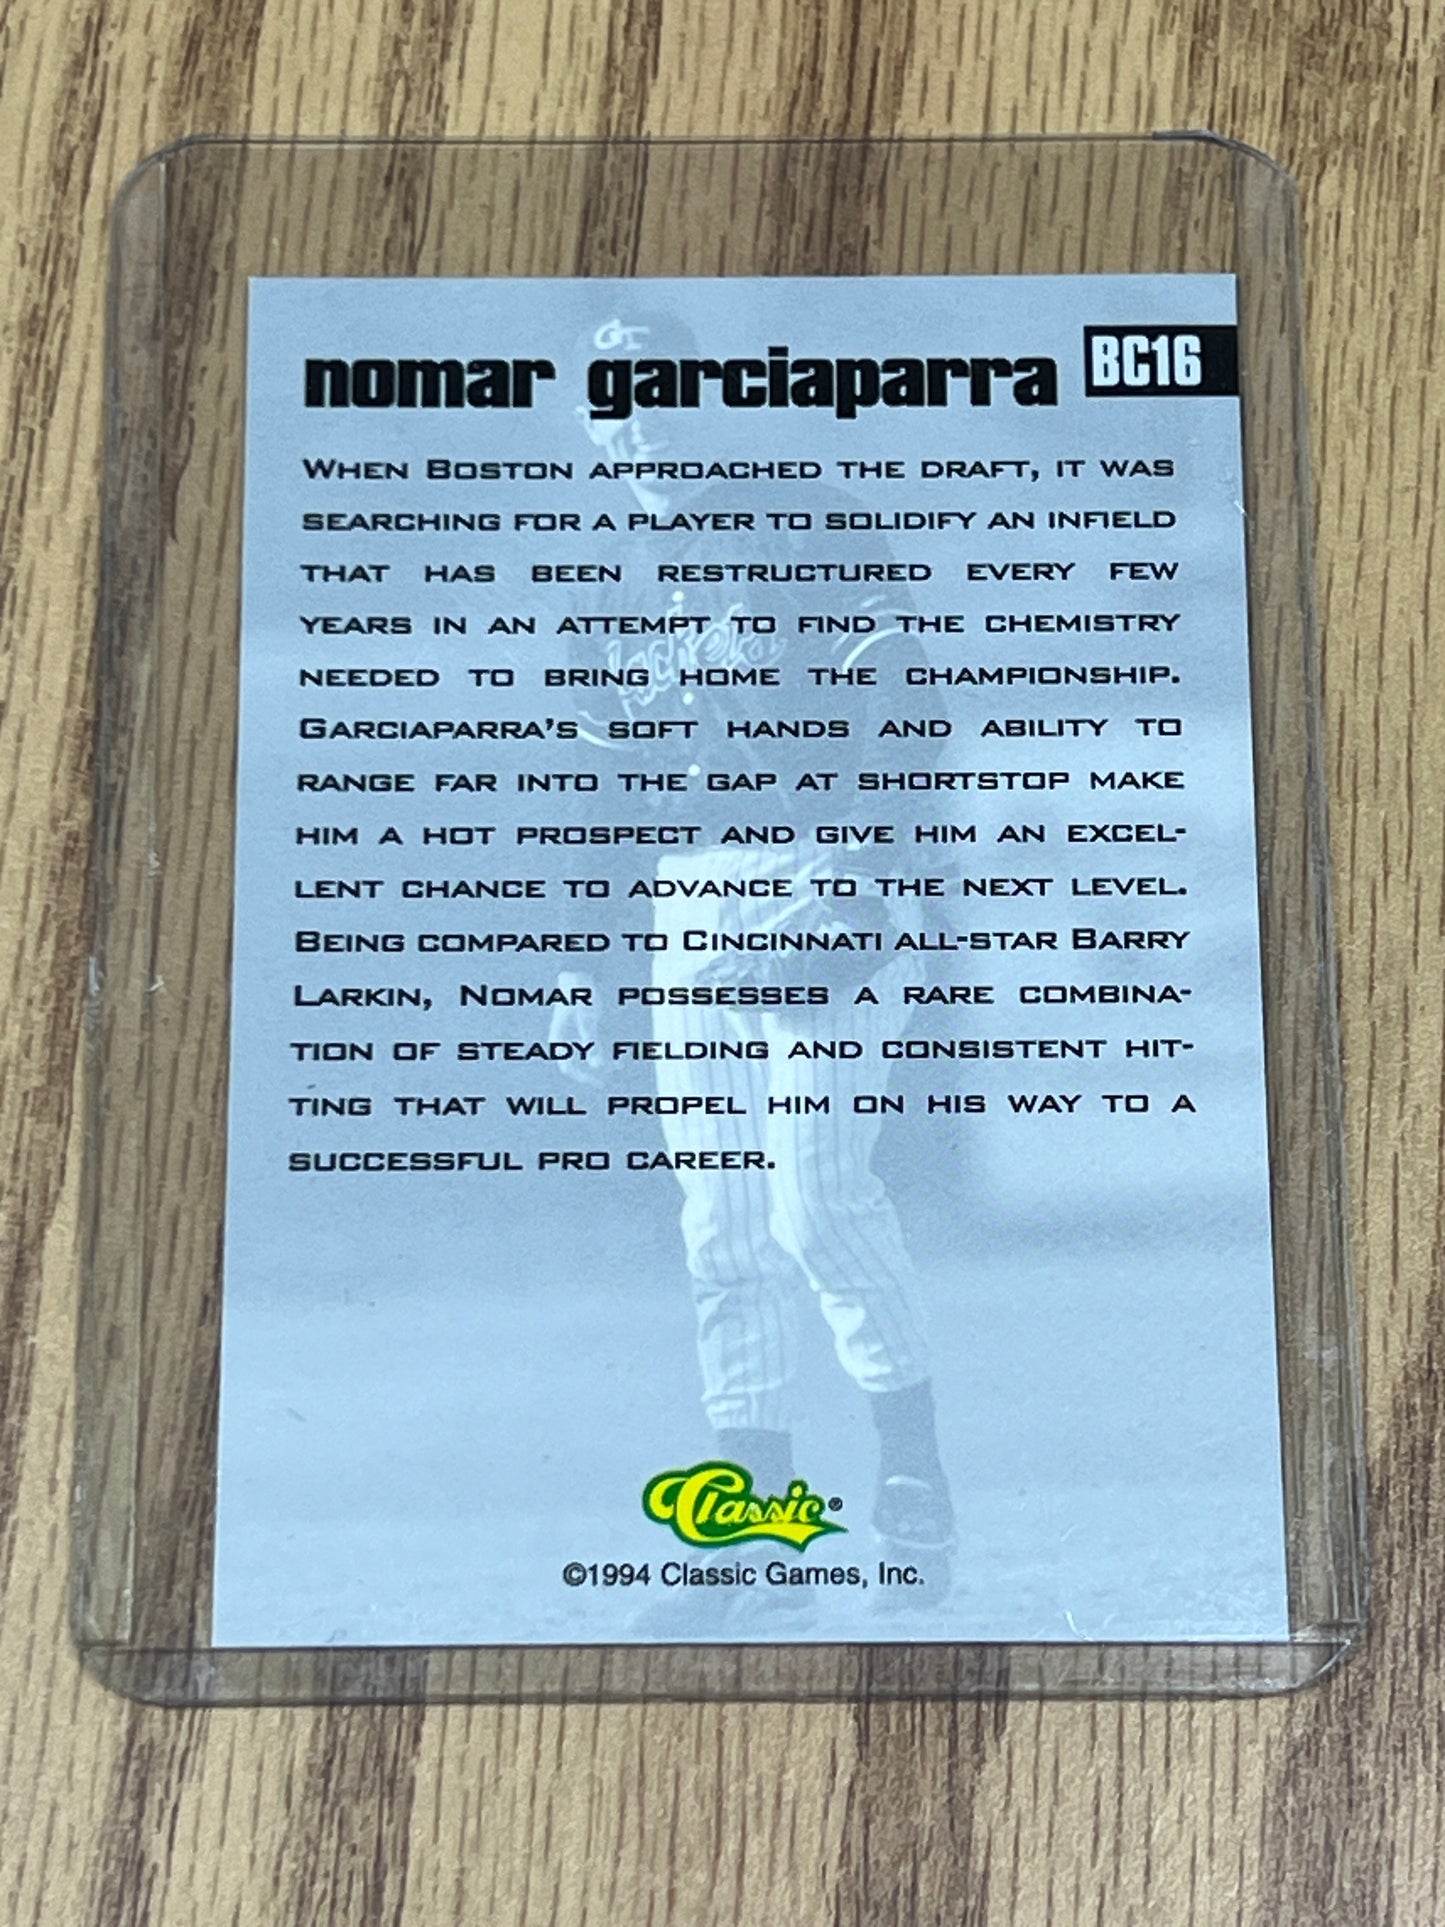 GT
nomar garciaparra BC16
WHEN BOSTON APPROACHED THE DRAFT, IT WAS
SEARCHING FOR A PLAYER TO SOLIDIFY AN INFIELD
THAT HAS BEEN RESTRUCTURED EVERY FEW
YEARS IN AN ATTEMPT TO FIND THE CHEMISTRY
NEEDED TO BRING HOME THE CHAMPIONSHIP.
GARCIAPARRA'S SOFT HANDS AND ABILITY TO
RANGE FAR INTO THE GAP AT SHORTSTOP MAKE
HIM A HOT PROSPECT AND GIVE HIM AN EXCEL-
LENT CHANCE TO ADVANCE TO THE NEXT LEVEL.
BEING COMPARED TO CINCINNATI ALL-STAR BARRY
LARKIN, NOMAR POSSESSES A RARE COMBINA-
TION OF STEADY FIELDING AND CONSISTENT HIT-
TING THAT WILL PROPEL HIM ON HIS WAY TO A
SUCCESSFUL PRO CAREER.
Jackets
Classic®
©1994 Classic Games, Inc.